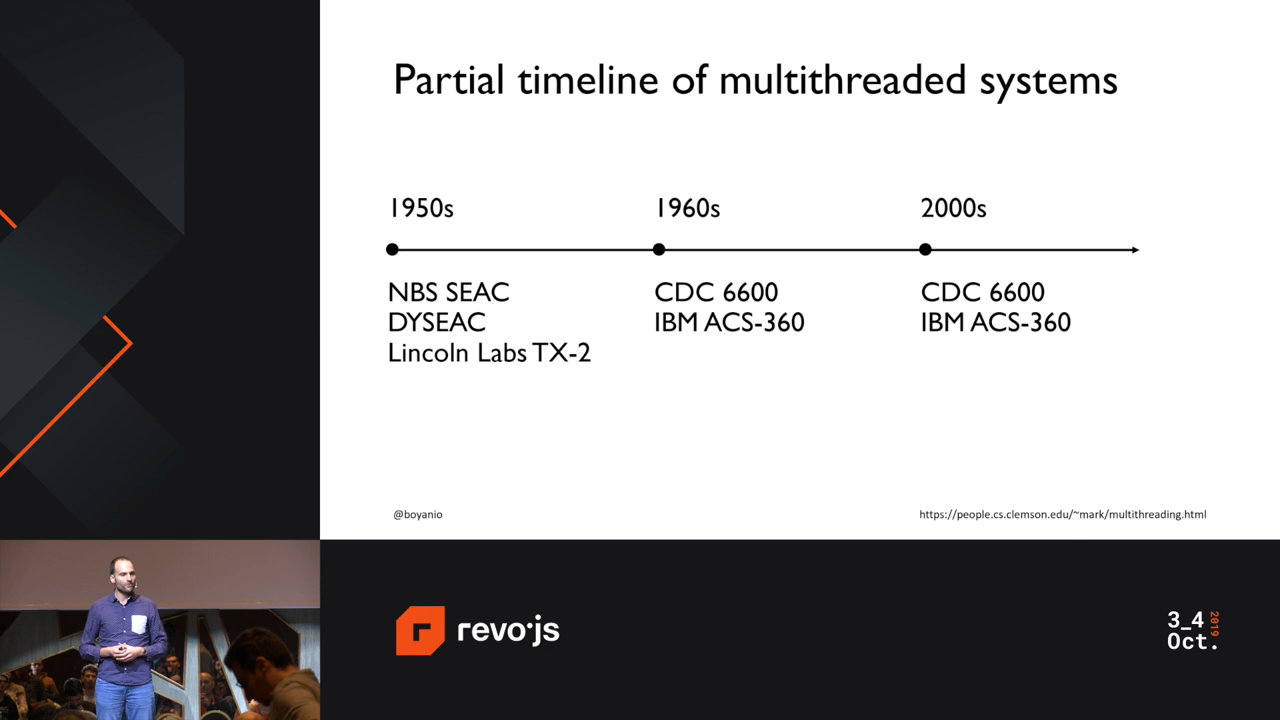 Partial timeline of multithreaded systems
1950s
1960s
2000s
NBS SEAC
DYSEAC
Lincoln Labs TX-2
CDC 6600
IBM ACS-360
CDC 6600
IBM ACS-360
@boyanio
https://people.cs.clemson.edu/~mark/multithreading.html
r revo·js
3_4 2019
Oct.